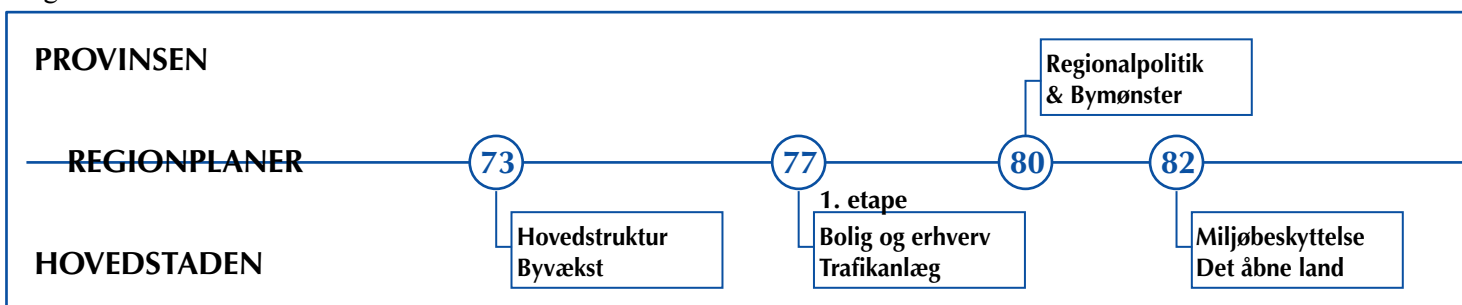 PROVINSEN
Regionalpolitik
& Bymønster
REGIONPLANER
73
77
80
82
1. etape
Hovedstruktur
Byvækst
Bolig og erhverv
Trafikanlæg
Miljøbeskyttelse
Det åbne land
HOVEDSTADEN